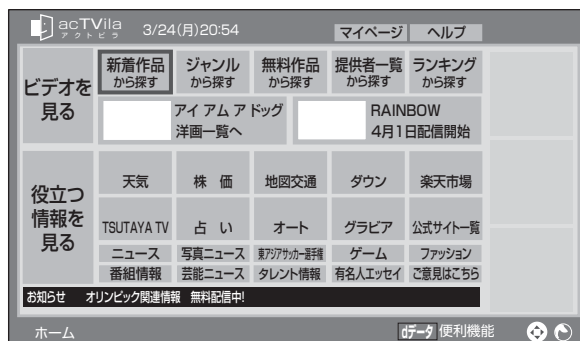 acTVila
アクトビラ
3/24(月)20:54
マイページ ヘルプ
ビデオを
見る
新着作品
から探す
ジャンル
から探す
無料作品
から探す
提供者一覧
から探す
ランキング
から探す
アイ アム ア ドッグ
洋画一覧へ
RAINBOW
4月1日配信開始
役立つ
情報を
見る
天気 株 価 地図交通 ダウン 楽天市場
TSUTAYA TV 占 い オート グラビア 公式サイト一覧
ニュース 写真ニュース 東アジアサッカー選手権 ゲーム ファッション
番組情報 芸能ニュース タレント情報 有名人エッセイ ご意見はこちら
お知らせ オリンピック関連情報 無料配信中!
ホーム
dデータ 便利機能